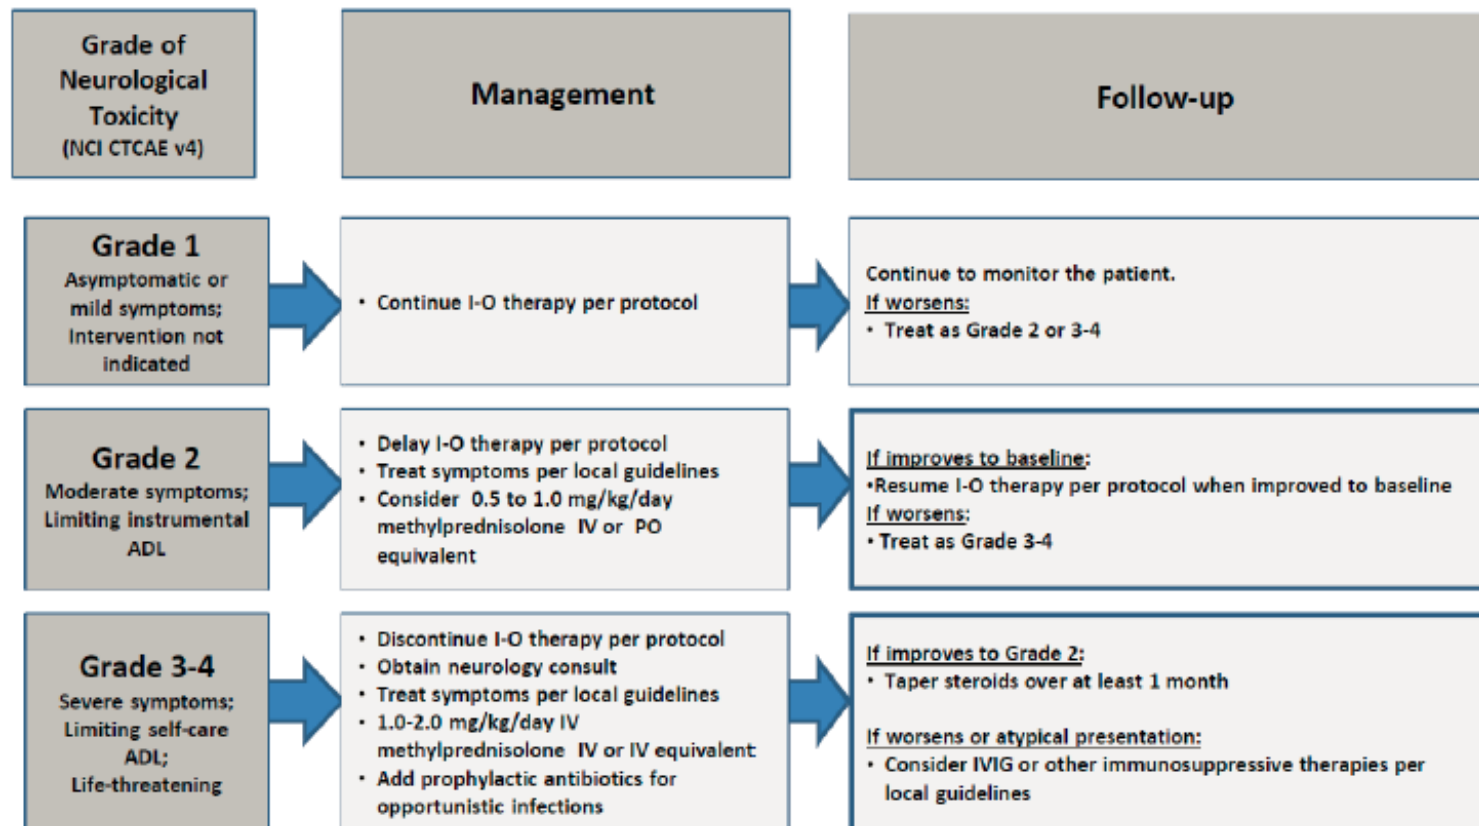 Grade of
Neurological
Toxicity
(NCI CTCAE v4)
Management
Follow-up
Grade 1
Asymptomatic or
mild symptoms;
Intervention not
indicated
• Continue I-O therapy per protocol
Continue to monitor the patient.
If worsens:
• Treat as Grade 2 or 3-4
Grade 2
Moderate symptoms;
Limiting instrumental
ADL
• Delay I-O therapy per protocol
• Treat symptoms per local guidelines
• Consider 0.5 to 1.0 mg/kg/day
methylprednisolone IV or PO
equivalent
If improves to baseline:
•Resume I-O therapy per protocol when improved to baseline
If worsens:
• Treat as Grade 3-4
Grade 3-4
Severe symptoms;
Limiting self-care
ADL;
Life-threatening
• Discontinue I-O therapy per protocol
• Obtain neurology consult
• Treat symptoms per local guidelines
• 1.0-2.0 mg/kg/day IV
methylprednisolone IV or IV equivalent
• Add prophylactic antibiotics for
opportunistic infections
If improves to Grade 2:
• Taper steroids over at least 1 month
If worsens or atypical presentation:
• Consider IVIG or other immunosuppressive therapies per
local guidelines